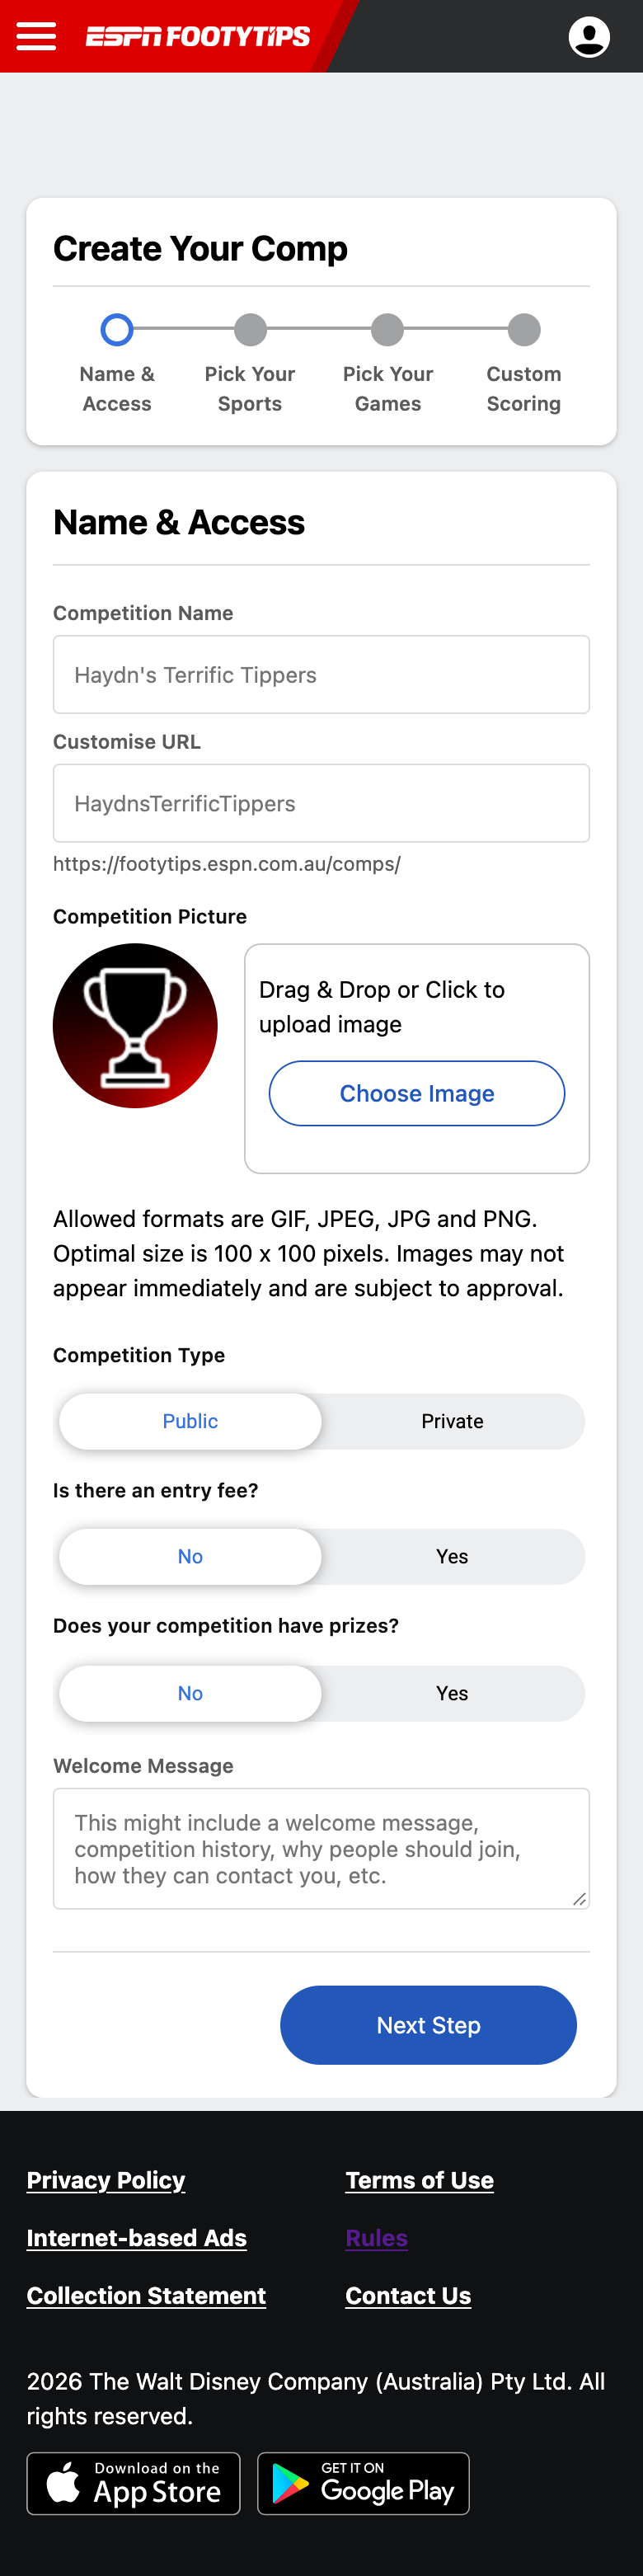 ESPN FOOTYTIPS
Create Your Comp
Name &
Access
Pick Your
Sports
Pick Your
Games
Custom
Scoring
Name & Access
Competition Name
Haydn's Terrific Tippers
Customise URL
HaydnsTerrificTippers
https://footytips.espn.com.au/comps/
Competition Picture
Drag & Drop or Click to
upload image
Choose Image
Allowed formats are GIF, JPEG, JPG and PNG.
Optimal size is 100 x 100 pixels. Images may not
appear immediately and are subject to approval.
Competition Type
Public Private
Is there an entry fee?
No Yes
Does your competition have prizes?
No Yes
Welcome Message
This might include a welcome message,
competition history, why people should join,
how they can contact you, etc.
Next Step
Privacy Policy Terms of Use
Internet-based Ads Rules
Collection Statement Contact Us
2026 The Walt Disney Company (Australia) Pty Ltd. All
rights reserved.
Download on the
App Store
GET IT ON
Google Play